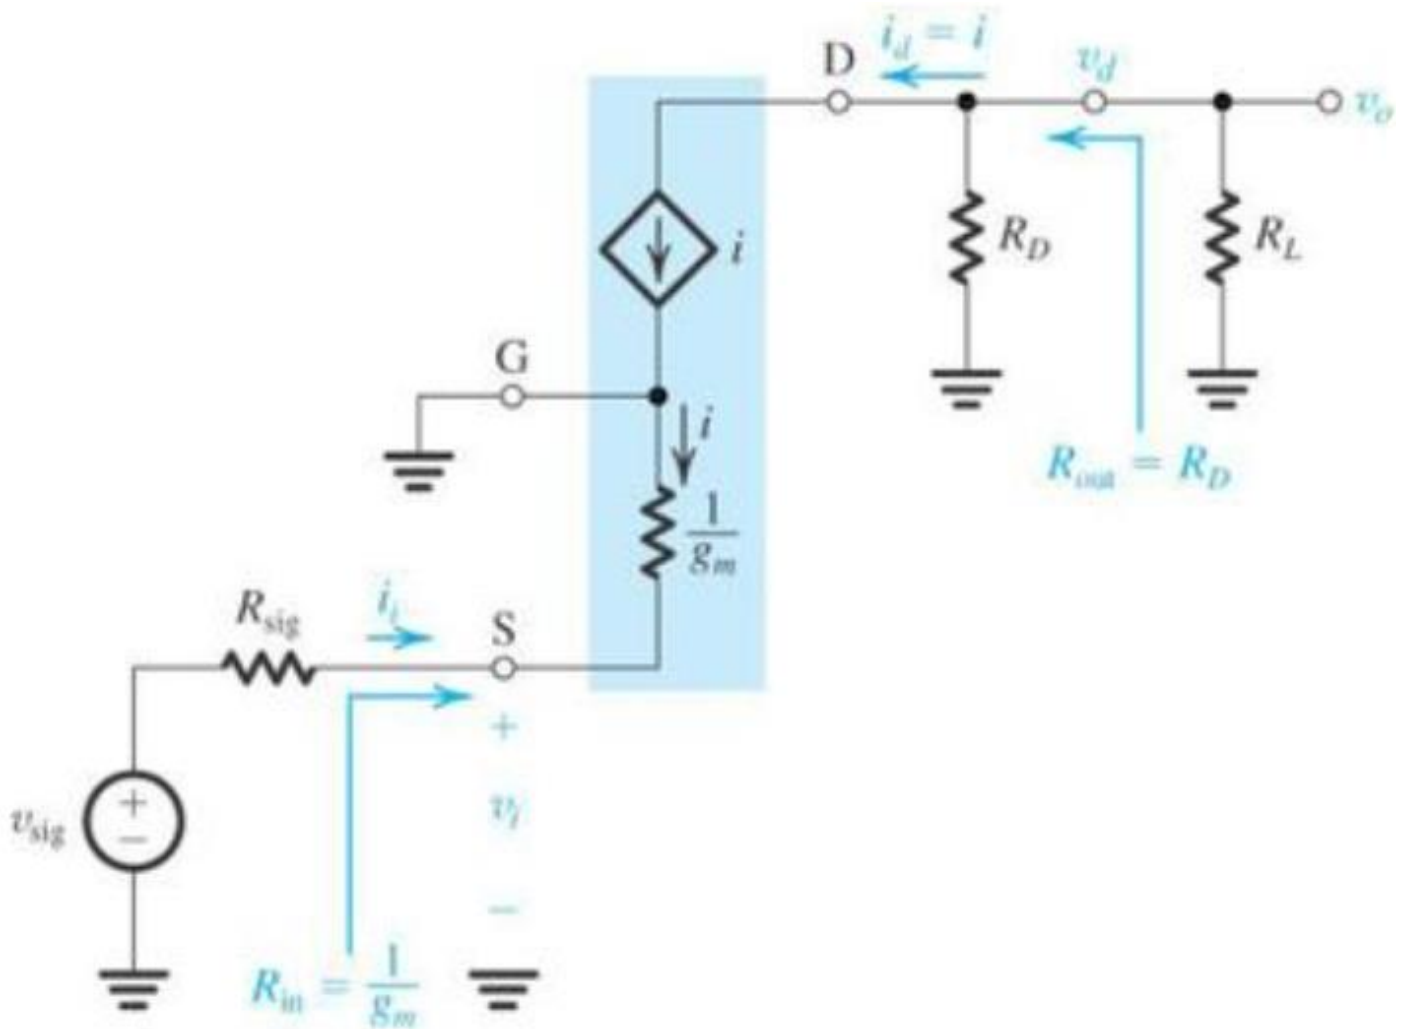 i_d = i
D
v_d
v_o
i
R_D
R_L
G
i
R_out = R_D
1/g_m
R_sig
i_i
S
+
v_i
−
v_sig
+
−
R_in = 1/g_m